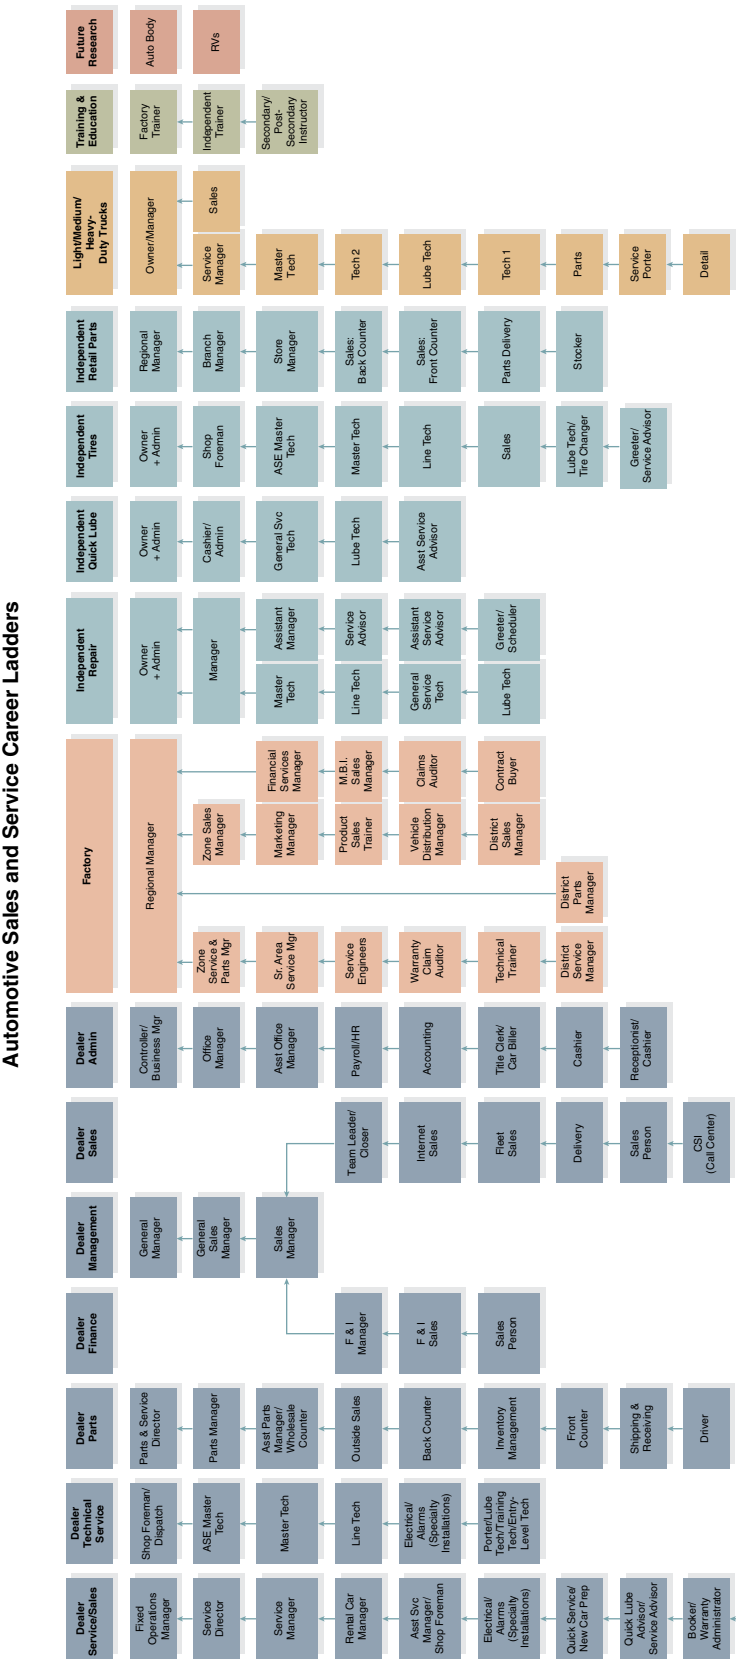 Automotive Sales and Service Career Ladders
Dealer
Service/Sales
Fixed
Operations
Manager
Service
Director
Service
Manager
Rental Car
Manager
Asst Svc
Manager/
Shop Foreman
Electrical/
Alarms
(Specialty
Installations)
Quick Service/
New Car Prep
Quick Lube
Advisor/
Service Advisor
Booker/
Warranty
Administrator
Dealer
Technical
Service
Shop Foreman/
Dispatch
ASE Master
Tech
Master Tech
Line Tech
Electrical/
Alarms
(Specialty
Installations)
Porter/Lube
Tech/Training
Tech/Entry-
Level Tech
Dealer
Parts
Parts & Service
Director
Parts Manager
Asst Parts
Manager/
Wholesale
Counter
Outside Sales
Back Counter
Inventory
Management
Front
Counter
Shipping &
Receiving
Driver
Dealer
Finance
F & I
Manager
F & I
Sales
Sales
Person
Dealer
Management
General
Manager
General
Sales
Manager
Sales
Manager
Dealer
Sales
Team Leader/
Closer
Internet
Sales
Fleet
Sales
Delivery
Sales
Person
CSI
(Call Center)
Dealer
Admin
Controller/
Business Mgr
Office
Manager
Asst Office
Manager
Payroll/HR
Accounting
Title Clerk/
Car Biller
Cashier
Receptionist/
Cashier
Factory
Regional Manager
Zone
Service &
Parts Mgr
Sr. Area
Service Mgr
Service
Engineers
Warranty
Claim
Auditor
Technical
Trainer
District
Service
Manager
District
Parts
Manager
Zone Sales
Manager
Marketing
Manager
Product
Sales
Trainer
Vehicle
Distribution
Manager
District
Sales
Manager
Financial
Services
Manager
M.B.I.
Sales
Manager
Claims
Auditor
Contract
Buyer
Independent
Repair
Owner
+ Admin
Manager
Master
Tech
Line Tech
General
Service
Tech
Lube Tech
Assistant
Manager
Service
Advisor
Assistant
Service
Advisor
Greeter/
Scheduler
Independent
Quick Lube
Owner
+ Admin
Cashier/
Admin
General Svc
Tech
Lube Tech
Asst Service
Advisor
Independent
Tires
Owner
+ Admin
Shop
Foreman
ASE Master
Tech
Master Tech
Line Tech
Sales
Lube Tech/
Tire Changer
Greeter/
Service Advisor
Independent
Retail Parts
Regional
Manager
Branch
Manager
Store
Manager
Sales:
Back Counter
Sales:
Front Counter
Parts Delivery
Stocker
Light/Medium/
Heavy-
Duty Trucks
Owner/Manager
Service
Manager
Sales
Master
Tech
Tech 2
Lube Tech
Tech 1
Parts
Service
Porter
Detail
Training &
Education
Factory
Trainer
Independent
Trainer
Secondary/
Post-
Secondary
Instructor
Future
Research
Auto Body
RVs